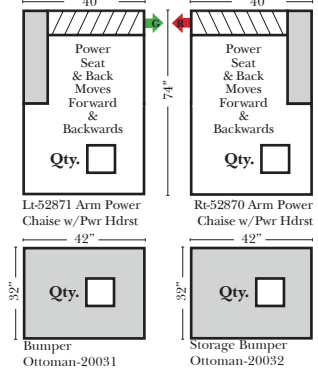 40"
40"
Power
Seat
& Back
Moves
Forward
&
Backwards
Qty.
G
R
74"
Power
Seat
& Back
Moves
Forward
&
Backwards
Qty.
Lt-52871 Arm Power
Chaise w/Pwr Hdrst
Rt-52870 Arm Power
Chaise w/Pwr Hdrst
42"
32"
Qty.
Bumper
Ottoman-20031
42"
32"
Qty.
Storage Bumper
Ottoman-20032